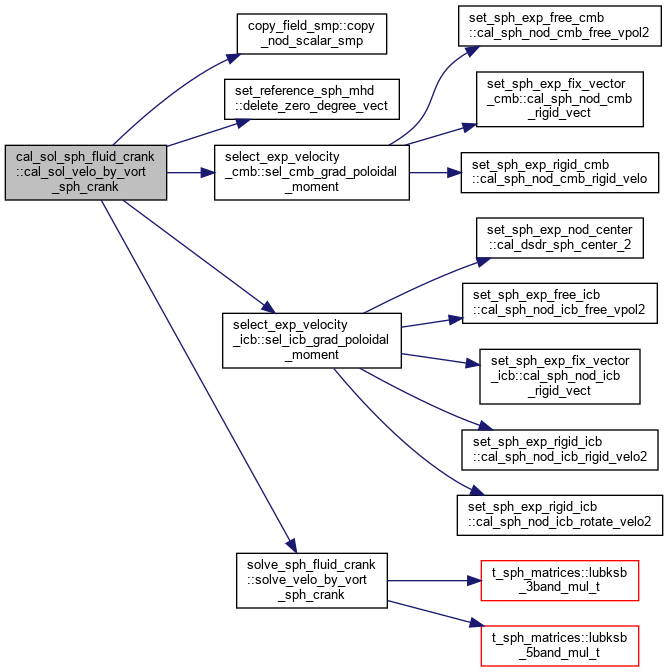 cal_sol_sph_fluid_crank
::cal_sol_velo_by_vort
_sph_crank
copy_field_smp::copy
_nod_scalar_smp
set_reference_sph_mhd
::delete_zero_degree_vect
select_exp_velocity
_cmb::sel_cmb_grad_poloidal
_moment
set_sph_exp_free_cmb
::cal_sph_nod_cmb_free_vpol2
set_sph_exp_fix_vector
_cmb::cal_sph_nod_cmb
_rigid_vect
set_sph_exp_rigid_cmb
::cal_sph_nod_cmb_rigid_velo
select_exp_velocity
_icb::sel_icb_grad_poloidal
_moment
set_sph_exp_nod_center
::cal_dsdr_sph_center_2
set_sph_exp_free_icb
::cal_sph_nod_icb_free_vpol2
set_sph_exp_fix_vector
_icb::cal_sph_nod_icb
_rigid_vect
set_sph_exp_rigid_icb
::cal_sph_nod_icb_rigid_velo2
set_sph_exp_rigid_icb
::cal_sph_nod_icb_rotate_velo2
solve_sph_fluid_crank
::solve_velo_by_vort
_sph_crank
t_sph_matrices::lubksb
_3band_mul_t
t_sph_matrices::lubksb
_5band_mul_t